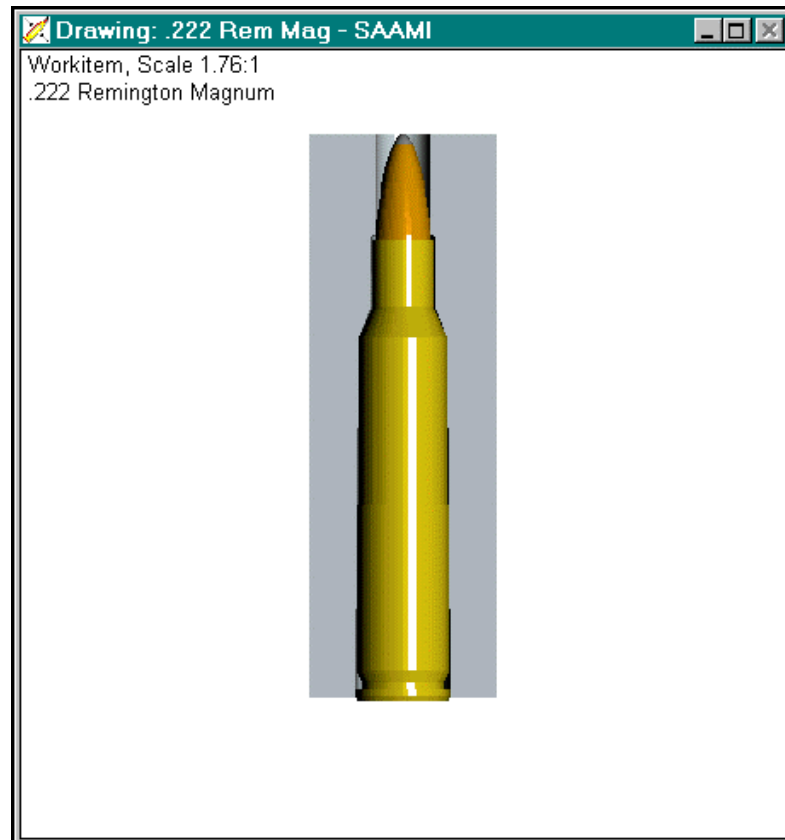 Drawing: .222 Rem Mag - SAAMI
Workitem, Scale 1.76:1
.222 Remington Magnum